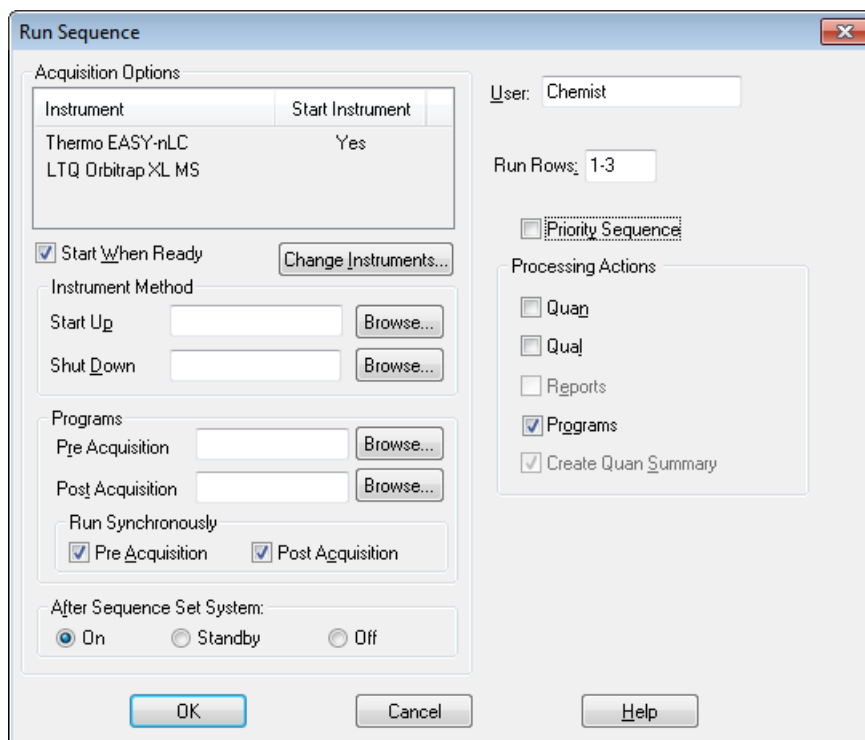 Run Sequence
Acquisition Options
Instrument Start Instrument
Thermo EASY-nLC Yes
LTQ Orbitrap XL MS
Start When Ready
Change Instruments...
Instrument Method
Start Up Browse...
Shut Down Browse...
Programs
Pre Acquisition Browse...
Post Acquisition Browse...
Run Synchronously
Pre Acquisition Post Acquisition
After Sequence Set System:
On Standby Off
User: Chemist
Run Rows: 1-3
Priority Sequence
Processing Actions
Quan
Qual
Reports
Programs
Create Quan Summary
OK Cancel Help